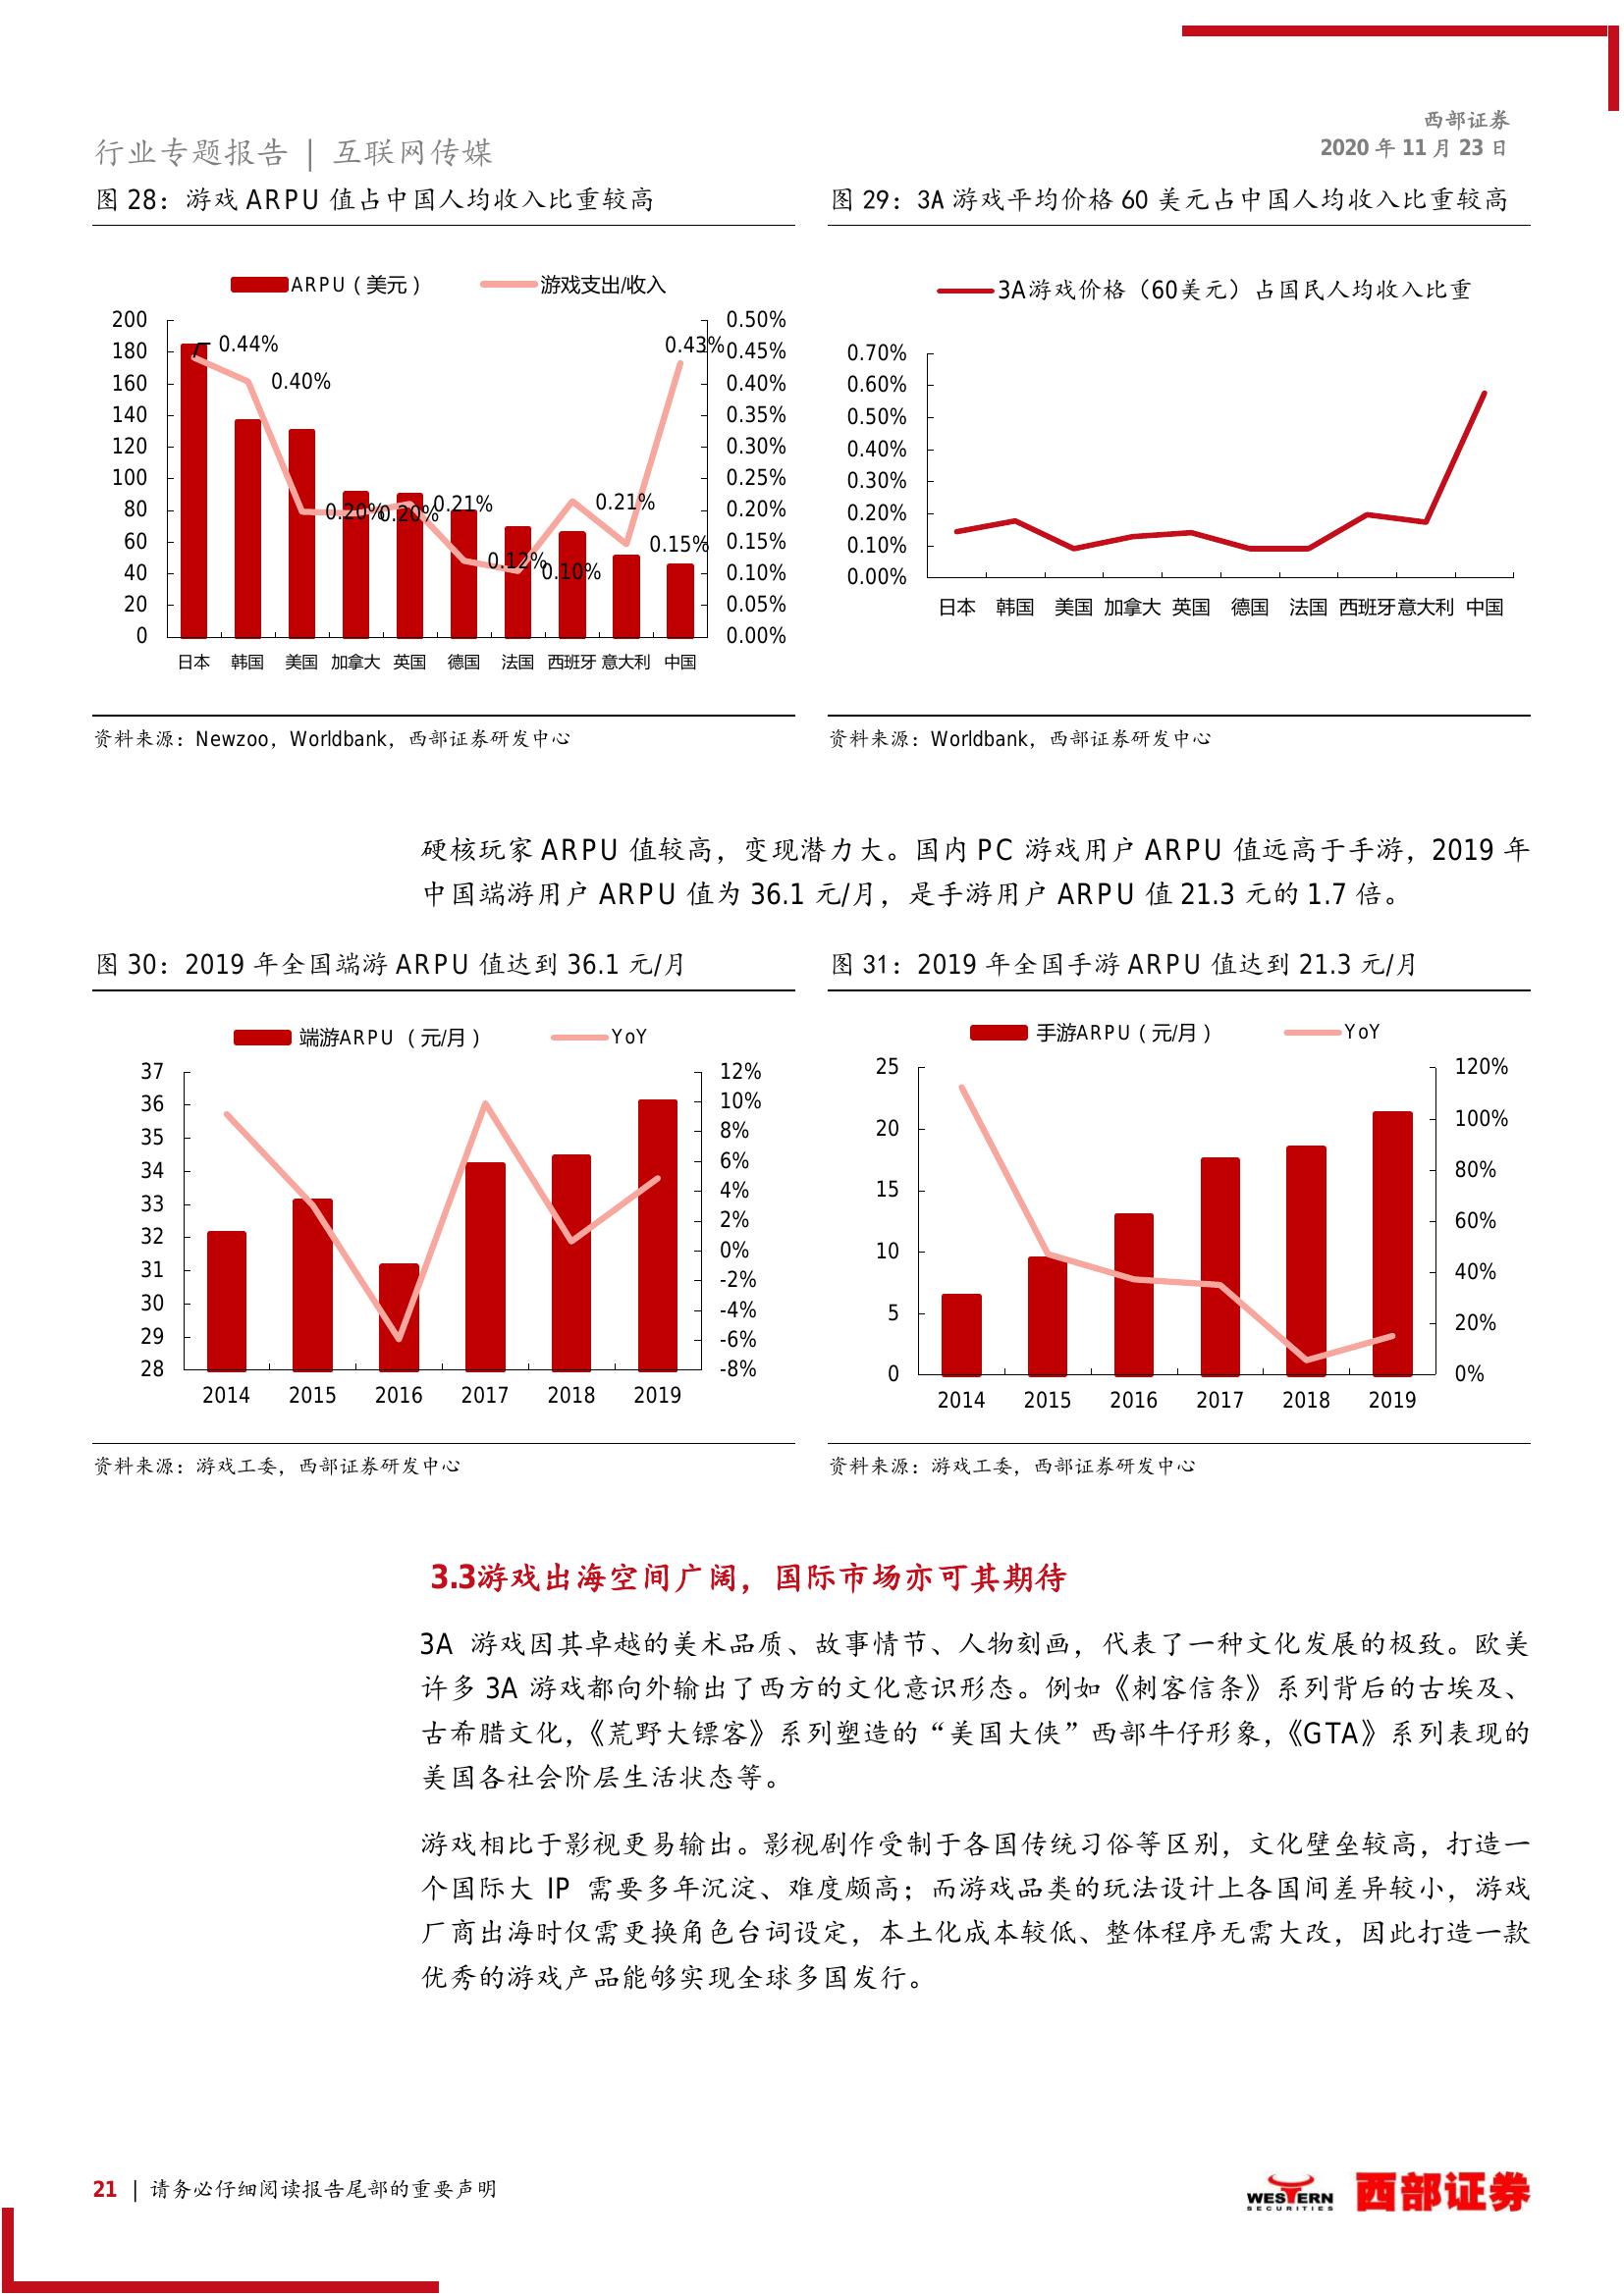 西部证券
2020 年 11 月 23 日
行业专题报告 | 互联网传媒
图 28：游戏 ARPU 值占中国人均收入比重较高
ARPU（美元） 游戏支出/收入
200
180
160
140
120
100
80
60
40
20
0
0.44%
0.40%
0.20%
0.20%
0.21%
0.12%
0.10%
0.21%
0.15%
0.43%
0.50%
0.45%
0.40%
0.35%
0.30%
0.25%
0.20%
0.15%
0.10%
0.05%
0.00%
日本 韩国 美国 加拿大 英国 德国 法国 西班牙 意大利 中国
资料来源：Newzoo，Worldbank，西部证券研发中心
图 29：3A 游戏平均价格 60 美元占中国人均收入比重较高
3A游戏价格（60美元）占国民人均收入比重
0.70%
0.60%
0.50%
0.40%
0.30%
0.20%
0.10%
0.00%
日本 韩国 美国 加拿大 英国 德国 法国 西班牙 意大利 中国
资料来源：Worldbank，西部证券研发中心
硬核玩家 ARPU 值较高，变现潜力大。国内 PC 游戏用户 ARPU 值远高于手游，2019 年
中国端游用户 ARPU 值为 36.1 元/月，是手游用户 ARPU 值 21.3 元的 1.7 倍。
图 30：2019 年全国端游 ARPU 值达到 36.1 元/月
端游ARPU（元/月） YoY
37
36
35
34
33
32
31
30
29
28
12%
10%
8%
6%
4%
2%
0%
-2%
-4%
-6%
-8%
2014 2015 2016 2017 2018 2019
资料来源：游戏工委，西部证券研发中心
图 31：2019 年全国手游 ARPU 值达到 21.3 元/月
手游ARPU（元/月） YoY
25
20
15
10
5
0
120%
100%
80%
60%
40%
20%
0%
2014 2015 2016 2017 2018 2019
资料来源：游戏工委，西部证券研发中心
3.3游戏出海空间广阔，国际市场亦可其期待
3A 游戏因其卓越的美术品质、故事情节、人物刻画，代表了一种文化发展的极致。欧美
许多 3A 游戏都向外输出了西方的文化意识形态。例如《刺客信条》系列背后的古埃及、
古希腊文化，《荒野大镖客》系列塑造的“美国大侠”西部牛仔形象，《GTA》系列表现的
美国各社会阶层生活状态等。
游戏相比于影视更易输出。影视剧作受制于各国传统习俗等区别，文化壁垒较高，打造一
个国际大 IP 需要多年沉淀、难度颇高；而游戏品类的玩法设计上各国间差异较小，游戏
厂商出海时仅需更换角色台词设定，本土化成本较低、整体程序无需大改，因此打造一款
优秀的游戏产品能够实现全球多国发行。
21 | 请务必仔细阅读报告尾部的重要声明
WESTERN
SECURITIES
西部证券